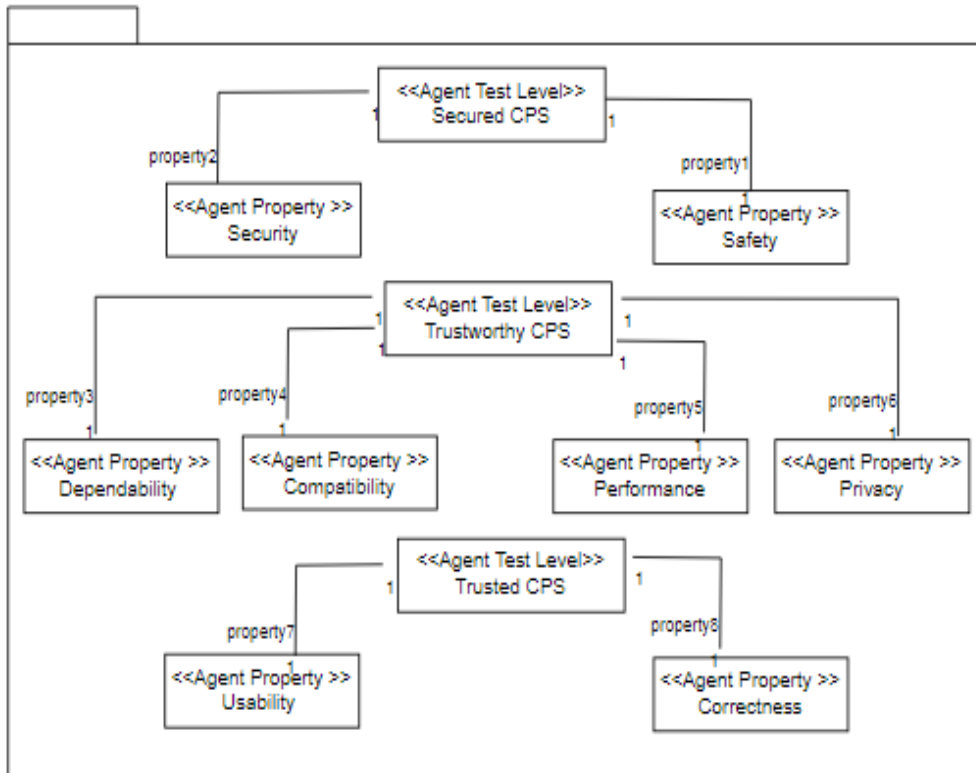 <<Agent Test Level>>
Secured CPS
1
1
property2
property1
1
<<Agent Property >>
Security
<<Agent Property >>
Safety
<<Agent Test Level>>
Trustworthy CPS
1
1
1
1
property3
property4
property5
property6
1
1
1
1
<<Agent Property >>
Dependability
<<Agent Property >>
Compatibility
<<Agent Property >>
Performance
<<Agent Property >>
Privacy
<<Agent Test Level>>
Trusted CPS
1
1
property7
property8
1
1
<<Agent Property >>
Usability
<<Agent Property >>
Correctness